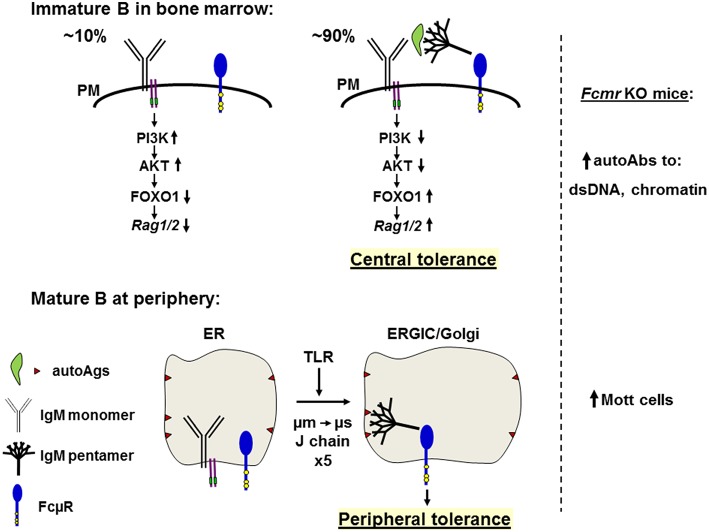 Immature B in bone marrow:
~10%
~90%
PM
PM
PI3K
AKT
FOXO1
Rag1/2
PI3K
AKT
FOXO1
Rag1/2
Central tolerance
Fcmr KO mice:
autoAbs to:
dsDNA, chromatin
Mature B at periphery:
ER
ERGIC/Golgi
autoAgs
IgM monomer
IgM pentamer
FcμR
TLR
μm → μs
J chain
x5
Peripheral tolerance
Mott cells